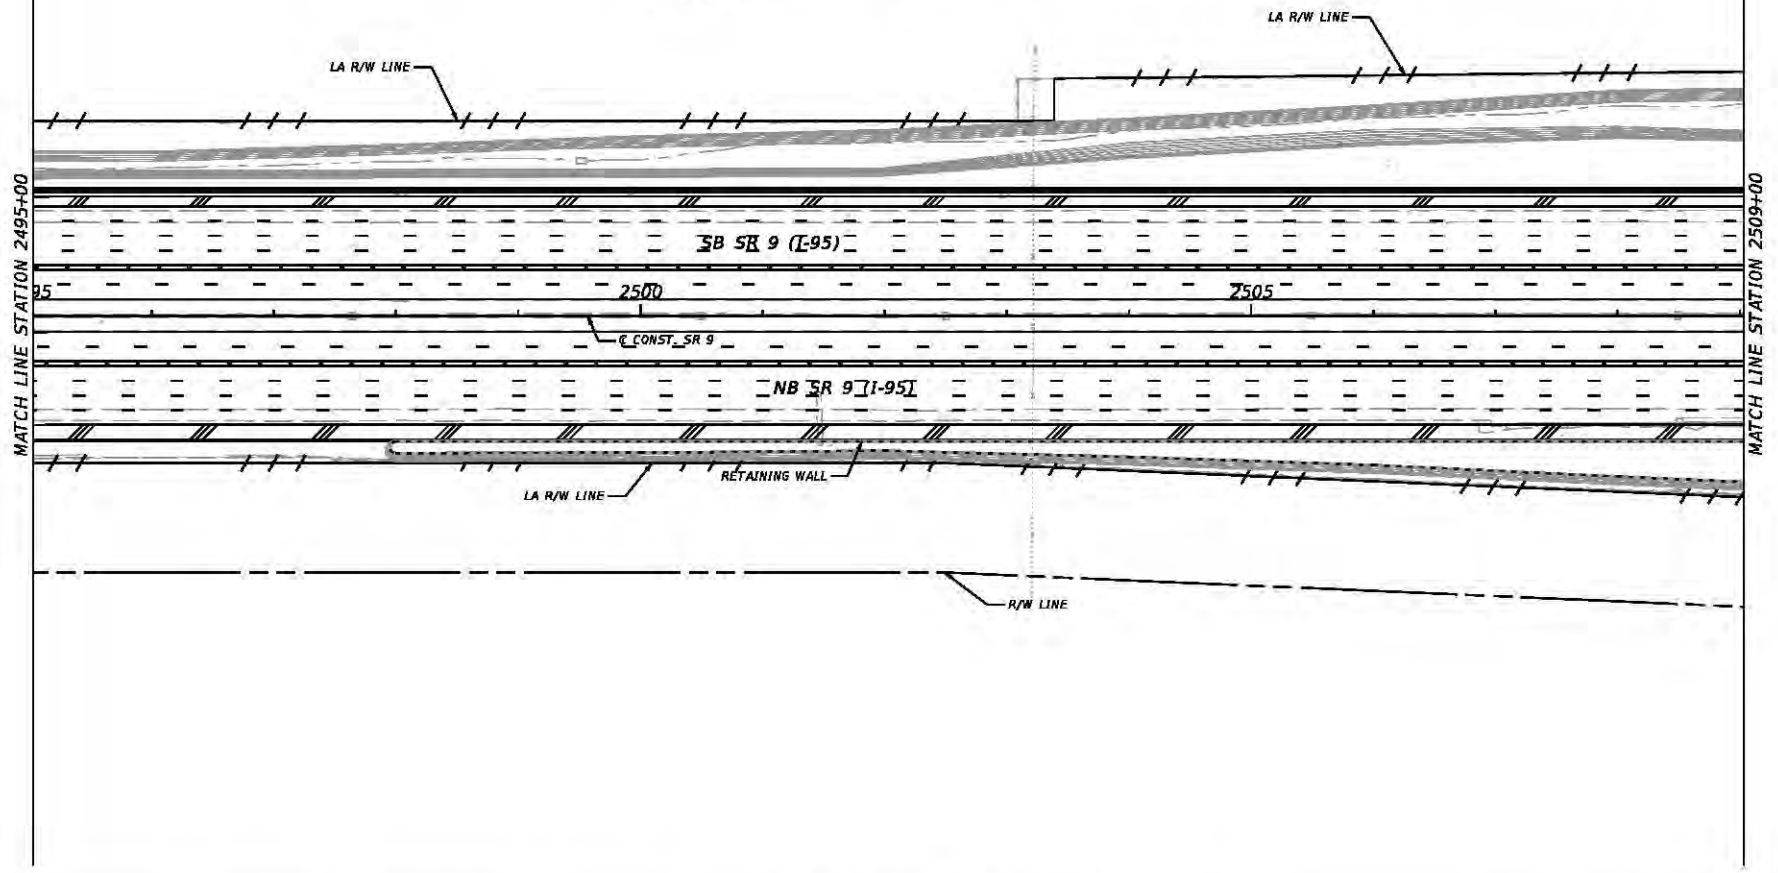 LA R/W LINE
LA R/W LINE
MATCH LINE STATION 2495+00
MATCH LINE STATION 2509+00
SB SR 9 (I-95)
95
2500
2505
℄ CONST. SR 9
NB SR 9 (I-95)
RETAINING WALL
LA R/W LINE
R/W LINE